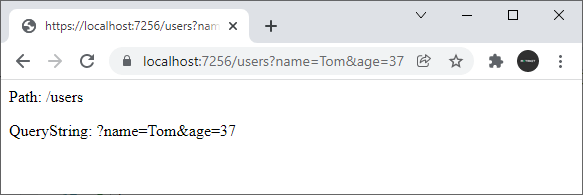 https://localhost:7256/users?nam
localhost:7256/users?name=Tom&age=37
Path: /users
QueryString: ?name=Tom&age=37